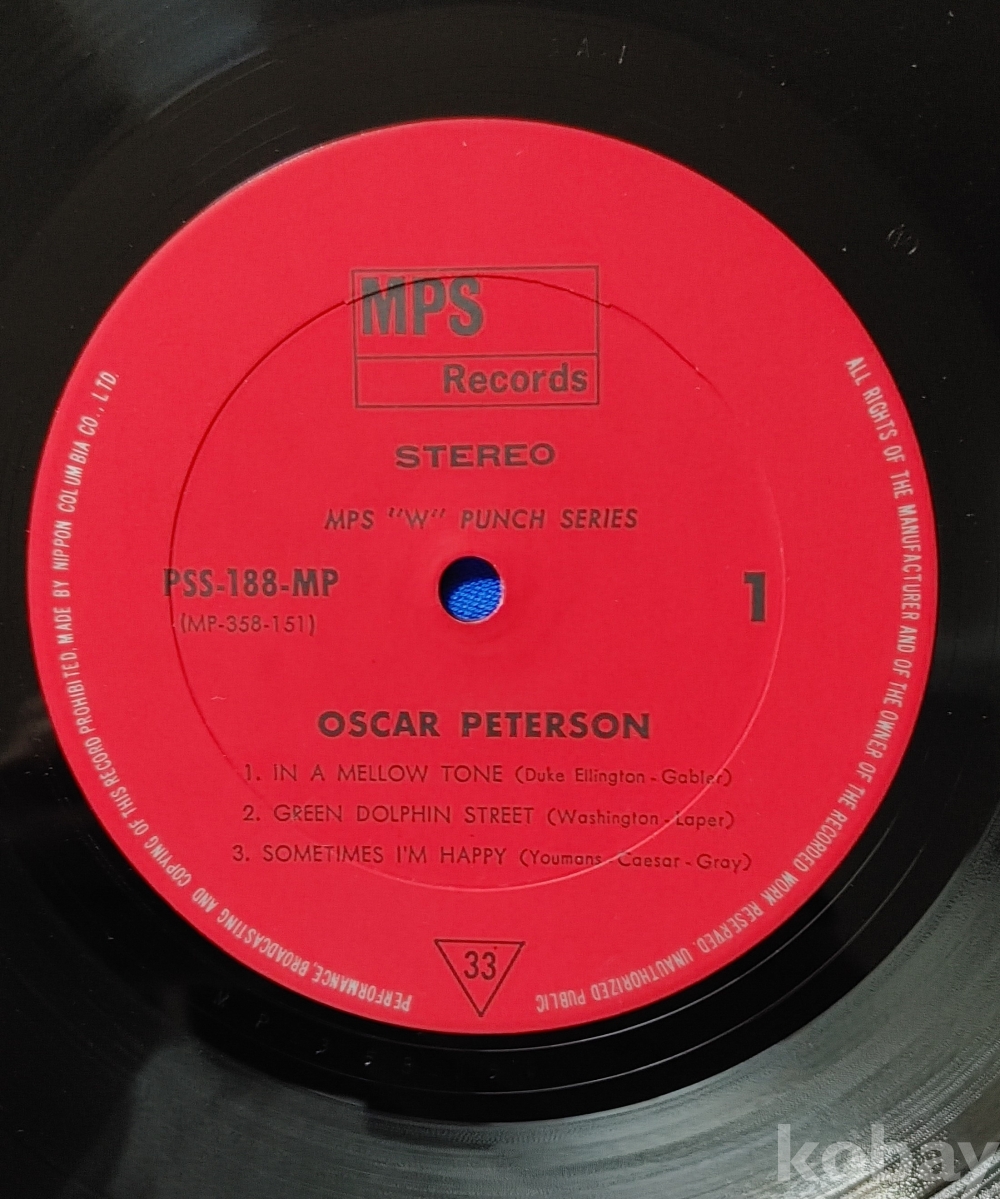 A-1
MPS
Records
STEREO
MPS "W" PUNCH SERIES
PSS-188-MP
(MP-358-151)
1
OSCAR PETERSON
1. IN A MELLOW TONE (Duke Ellington - Gabler)
2. GREEN DOLPHIN STREET (Washington - Laper)
3. SOMETIMES I'M HAPPY (Youmans - Caesar - Gray)
33
ALL RIGHTS OF THE MANUFACTURER AND OF THE OWNER OF THE RECORDED WORK RESERVED. UNAUTHORIZED PUBLIC
PERFORMANCE, BROADCASTING AND COPYING OF THIS RECORD PROHIBITED, MADE BY NIPPON COLUMBIA CO., LTD.
kobay